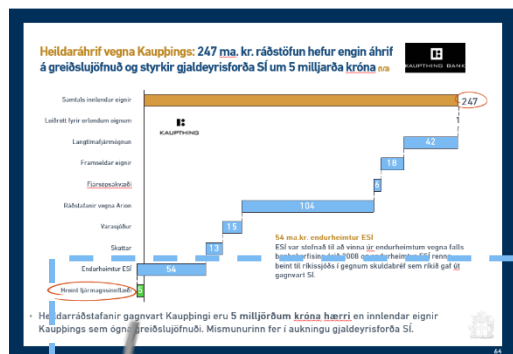 Heildaráhrif vegna Kaupþings: 247 ma. kr. ráðstöfun hefur engin áhrif
á greiðslujöfnuð og styrkir gjaldeyrisforða SÍ um 5 milljarða króna
KAUPTHING BANK
Samtals innlendar eignir
247
Leiðrétt fyrir erlendum eignum
1
KAUPTHING
Langtímafjármögnun
42
Framseldar eignir
18
Fjársópsákvæði
6
Ráðstafanir vegna Arion
104
Varasjóður
15
Skattar
13
54 ma.kr. endurheimtur ESÍ
ESÍ var stofnað til að vinna úr endurheimtum vegna falls
2008 ESÍ
Endurheimtur ESÍ
54
beint til ríkissjóðs í gegnum skuldabréf sem ríkið gaf út
gagnvart SÍ.
Hreint
5
• Heildarráðstafanir gagnvart Kaupþingi eru 5 milljörðum króna hærri en innlendar eignir
Kaupþings sem ógna greiðslujöfnuði. Mismunurinn fer í aukningu gjaldeyrisforða SÍ.
64